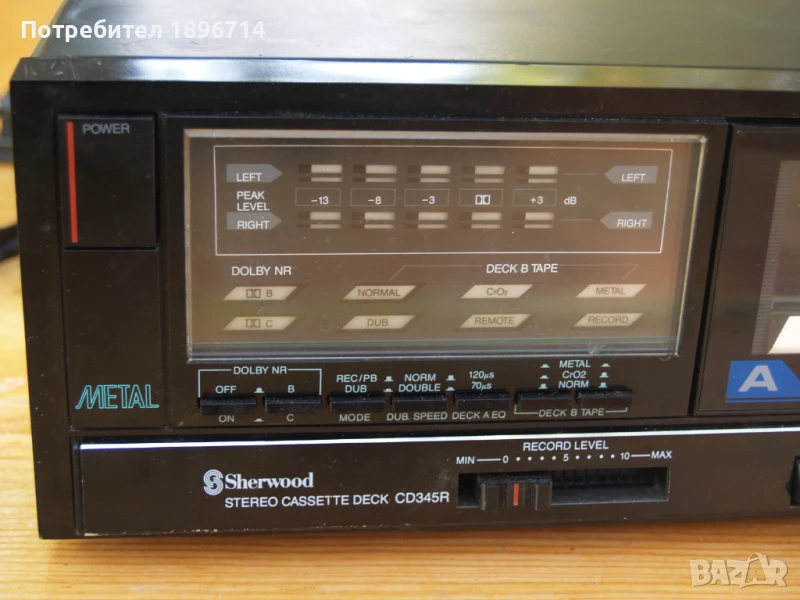 Потребител 1896714
POWER
LEFT LEFT
PEAK LEVEL -13 -8 -3 +3 dB
RIGHT RIGHT
DOLBY NR DECK B TAPE
B NORMAL CrO₂ METAL
C DUB. REMOTE RECORD
METAL
DOLBY NR
OFF B
ON C
REC/PB DUB
MODE
NORM DOUBLE
DUB. SPEED
120µs 70µs
DECK A EQ
METAL
CrO2
NORM
DECK B TAPE
A
RECORD LEVEL
MIN 0 5 10 MAX
Sherwood
STEREO CASSETTE DECK CD345R
BAZAR